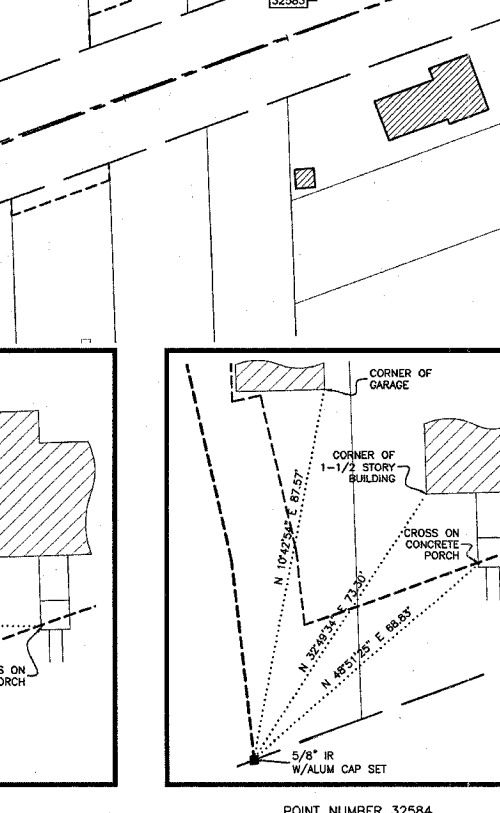 32583
CORNER OF
GARAGE
CORNER OF
1-1/2 STORY
BUILDING
CROSS ON
CONCRETE
PORCH
N 10°42'54" E 87.57'
N 32°49'34" E 73.30'
N 48°51'25" E 68.83'
S ON
ORCH
5/8" IR
W/ALUM CAP SET
POINT NUMBER 32584